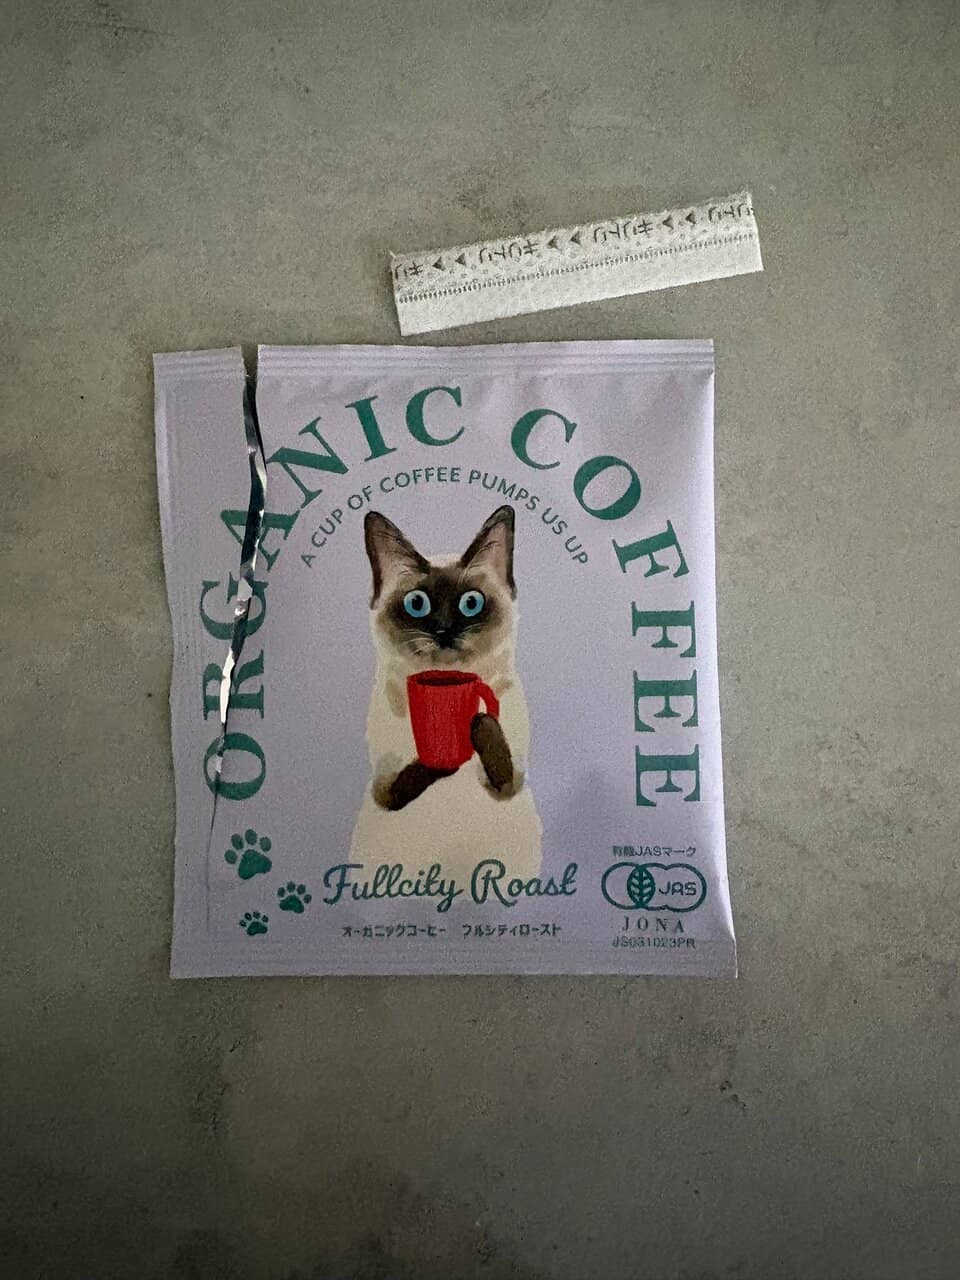 ORGANIC COFFEE
A CUP OF COFFEE PUMPS US UP
Fullcity Roast
オーガニックコーヒー フルシティロースト
有機JASマーク
JAS
JONA
JS031023PR